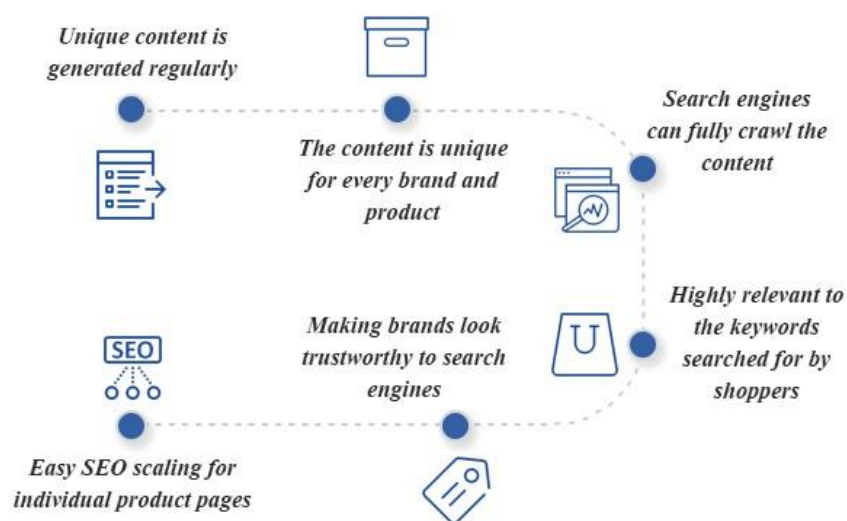 Unique content is
generated regularly
The content is unique
for every brand and
product
Search engines
can fully crawl the
content
Highly relevant to
the keywords
searched for by
shoppers
Making brands look
trustworthy to search
engines
SEO
Easy SEO scaling for
individual product pages